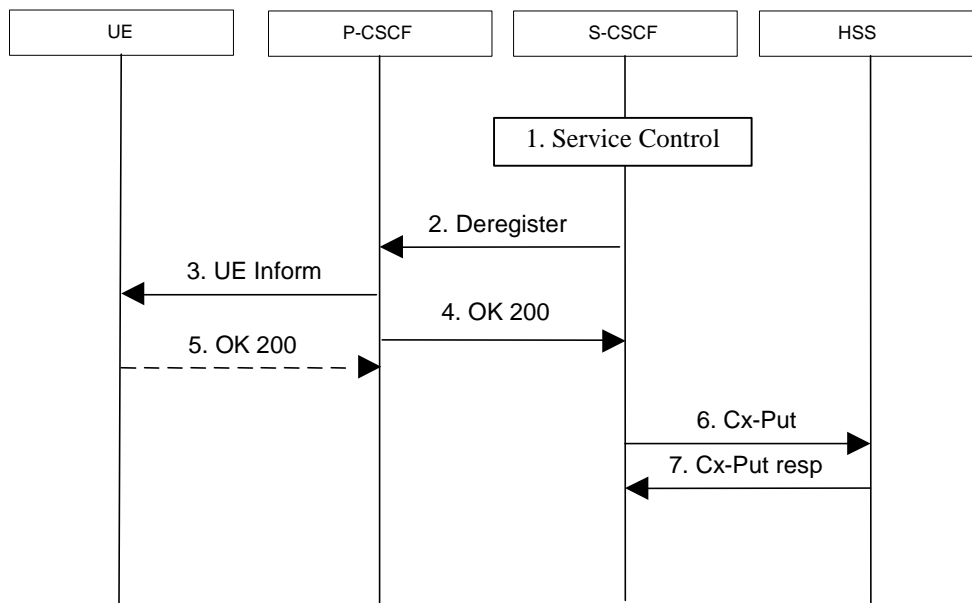 UE
P-CSCF
S-CSCF
HSS
1. Service Control
2. Deregister
3. UE Inform
4. OK 200
5. OK 200
6. Cx-Put
7. Cx-Put resp